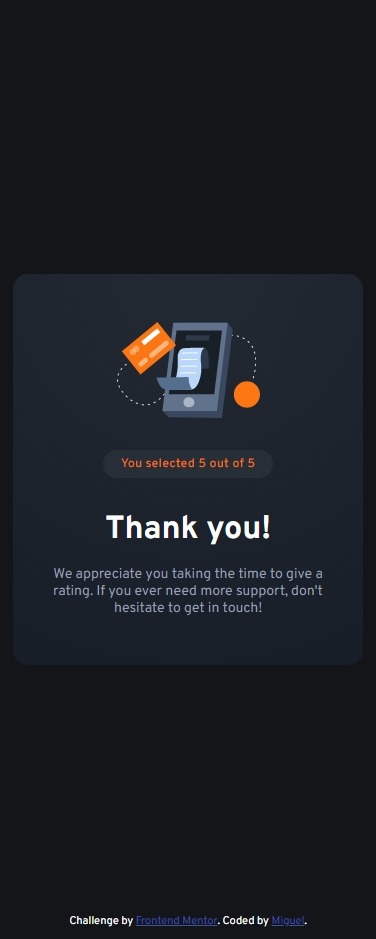 You selected 5 out of 5
Thank you!
We appreciate you taking the time to give a
rating. If you ever need more support, don't
hesitate to get in touch!
Challenge by Frontend Mentor. Coded by Miguel.